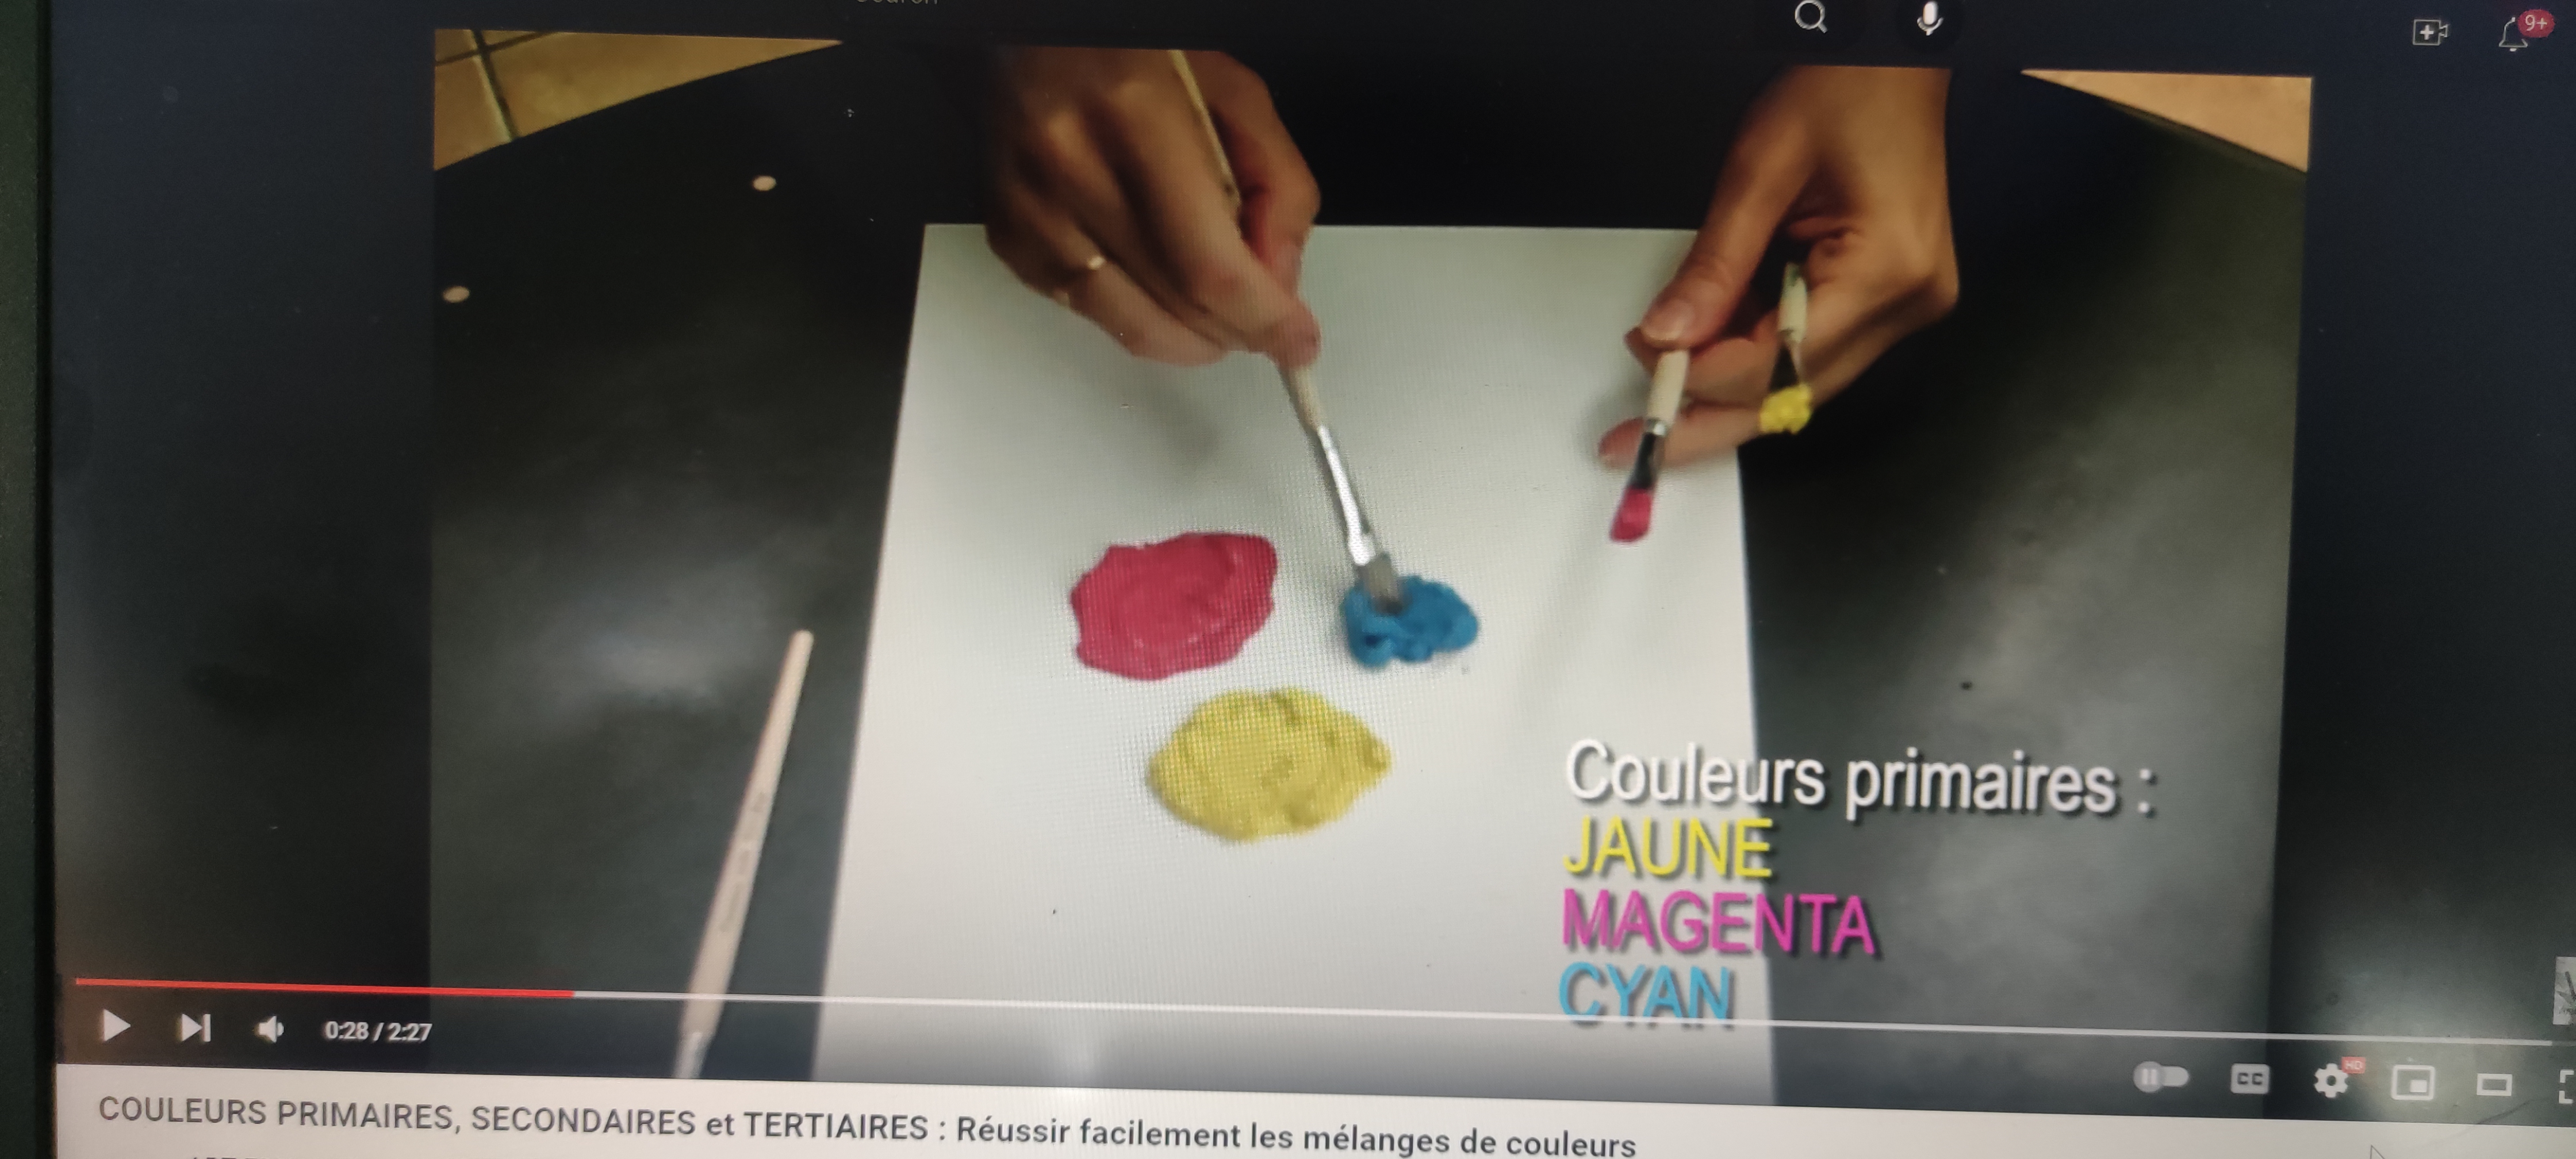 9+
Couleurs primaires :
JAUNE
MAGENTA
CYAN
0:28 / 2:27
CC
HD
COULEURS PRIMAIRES, SECONDAIRES et TERTIAIRES : Réussir facilement les mélanges de couleurs